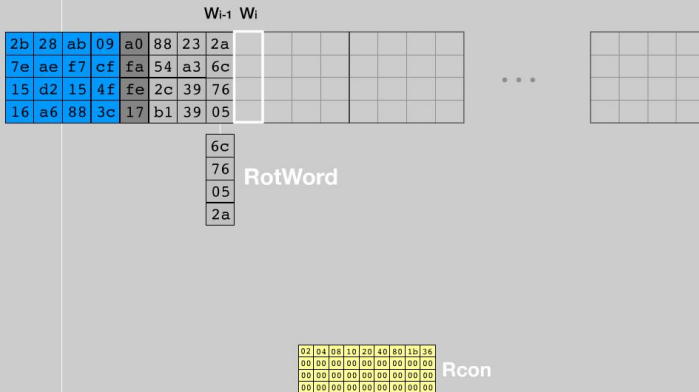 Wi-1 Wi
2b 28 ab 09 a0 88 23 2a
7e ae f7 cf fa 54 a3 6c
15 d2 15 4f fe 2c 39 76
16 a6 88 3c 17 b1 39 05
6c
76 RotWord
05
2a
02 04 08 10 20 40 80 1b 36
00 00 00 00 00 00 00 00 00 Rcon
00 00 00 00 00 00 00 00 00
00 00 00 00 00 00 00 00 00